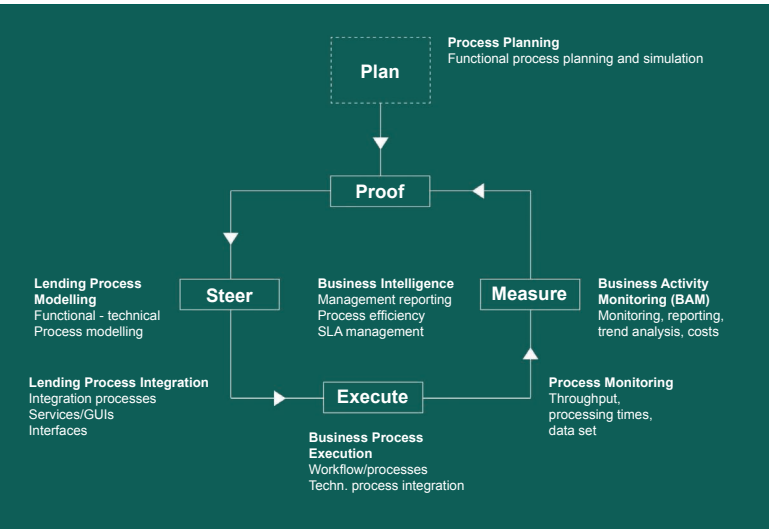 Plan
Process Planning
Functional process planning and simulation
Proof
Lending Process
Modelling
Functional - technical
Process modelling
Steer
Business Intelligence
Management reporting
Process efficiency
SLA management
Measure
Business Activity
Monitoring (BAM)
Monitoring, reporting,
trend analysis, costs
Lending Process Integration
Integration processes
Services/GUIs
Interfaces
Execute
Business Process
Execution
Workflow/processes
Techn. process integration
Process Monitoring
Throughput,
processing times,
data set